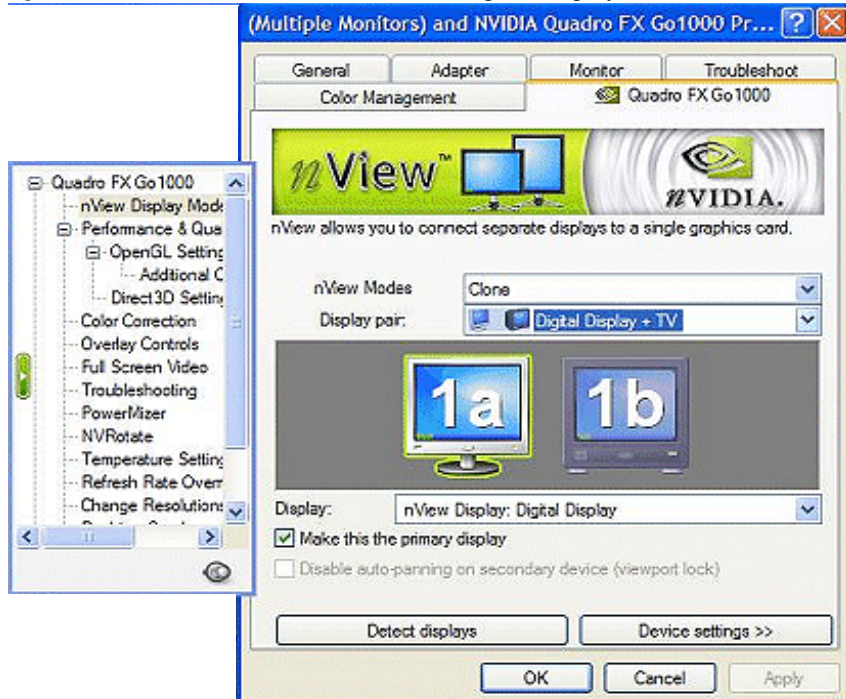 (Multiple Monitors) and NVIDIA Quadro FX Go1000 Pr...
General Adapter Monitor Troubleshoot
Color Management Quadro FX Go1000
nView™ NVIDIA.
nView allows you to connect separate displays to a single graphics card.
nView Modes Clone
Display pair: Digital Display + TV
1a 1b
Display: nView Display: Digital Display
Make this the primary display
Disable auto-panning on secondary device (viewport lock)
Detect displays Device settings >>
OK Cancel Apply
Quadro FX Go1000
nView Display Mode
Performance & Qua
OpenGL Setting
Additional C
Direct3D Setting
Color Correction
Overlay Controls
Full Screen Video
Troubleshooting
PowerMizer
NVRotate
Temperature Setting
Refresh Rate Overr
Change Resolutions